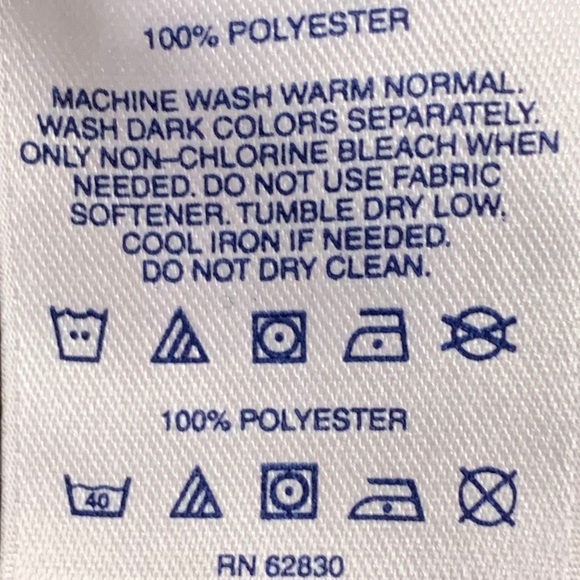 100% POLYESTER
MACHINE WASH WARM NORMAL.
WASH DARK COLORS SEPARATELY.
ONLY NON-CHLORINE BLEACH WHEN
NEEDED. DO NOT USE FABRIC
SOFTENER. TUMBLE DRY LOW.
COOL IRON IF NEEDED.
DO NOT DRY CLEAN.
100% POLYESTER
40
RN 62830